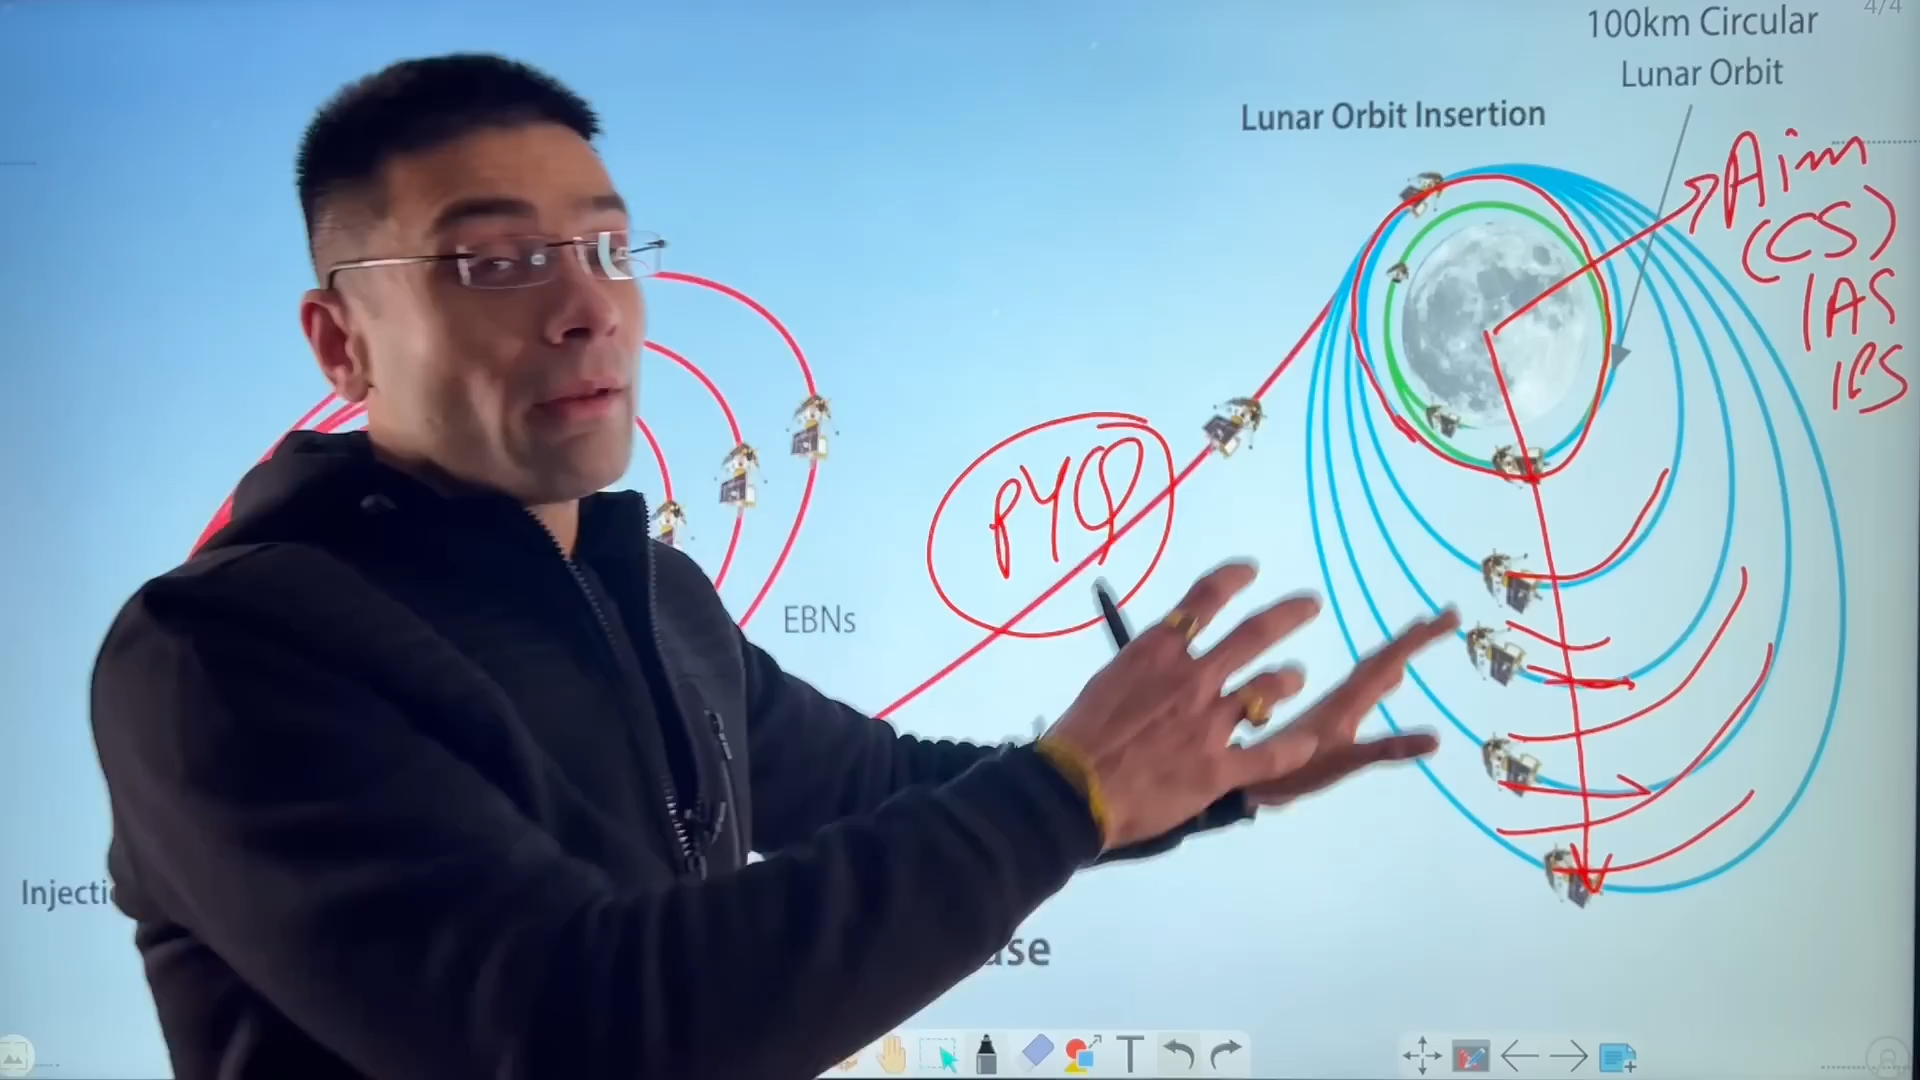 4/4
100km Circular
Lunar Orbit
Lunar Orbit Insertion
Aim
(CS)
IAS
IPS
PYQ
EBNs
Injecti
ase
T